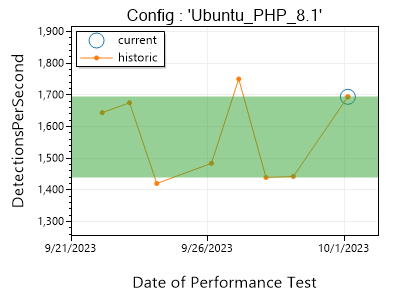 Config : 'Ubuntu_PHP_8.1'
1,900
1,800
1,700
1,600
1,500
1,400
1,300
DetectionsPerSecond
current
historic
9/21/2023
9/26/2023
10/1/2023
Date of Performance Test